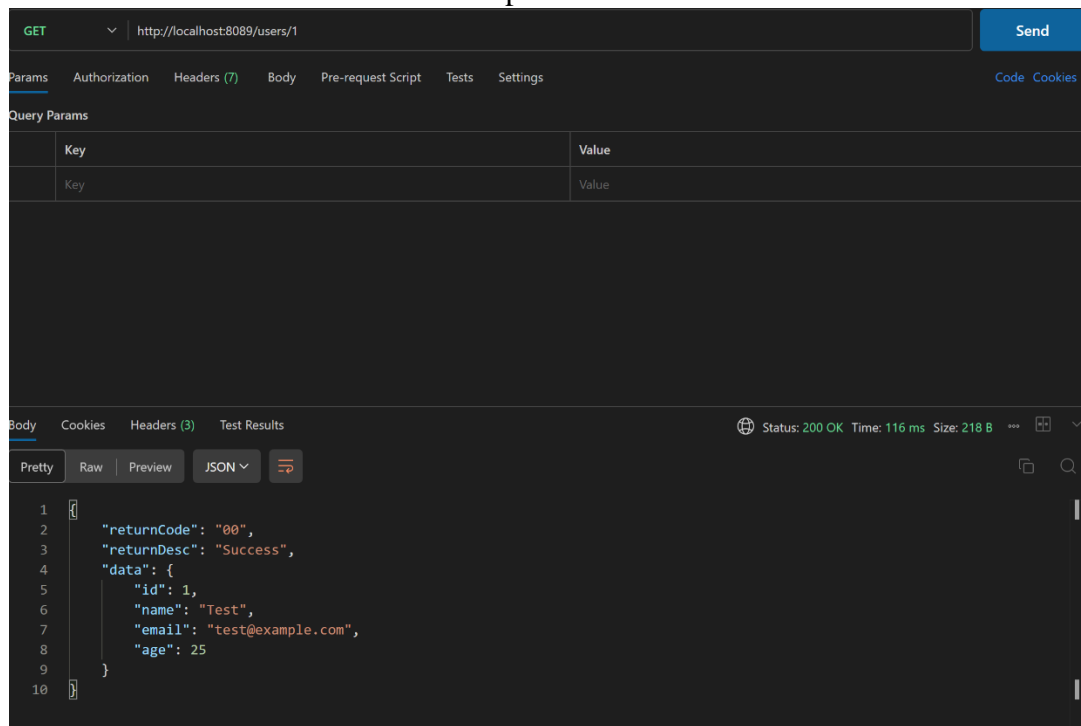 GET http://localhost:8089/users/1 Send
Params Authorization Headers (7) Body Pre-request Script Tests Settings Code Cookies
Query Params
Key Value
Key Value
Body Cookies Headers (3) Test Results Status: 200 OK Time: 116 ms Size: 218 B
Pretty Raw Preview JSON
1 {
2 "returnCode": "00",
3 "returnDesc": "Success",
4 "data": {
5 "id": 1,
6 "name": "Test",
7 "email": "test@example.com",
8 "age": 25
9 }
10 }